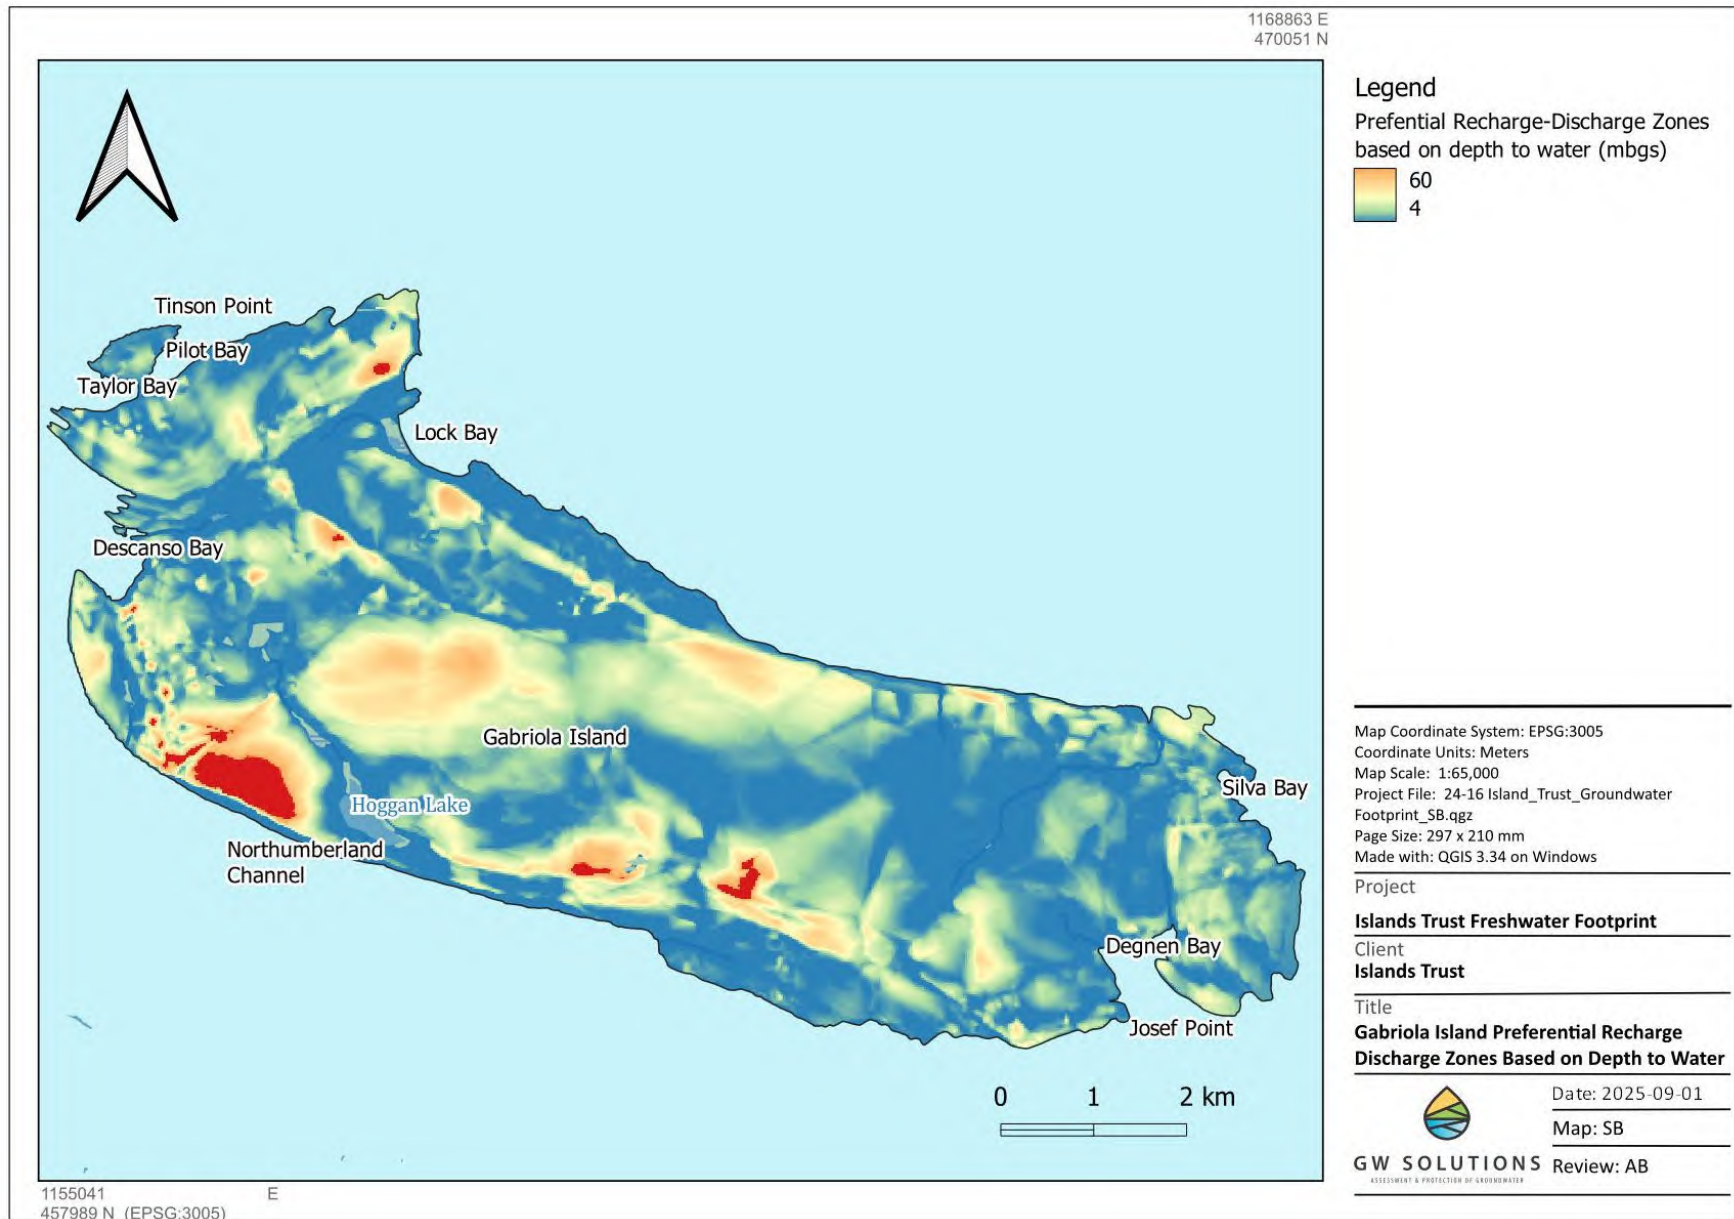 1168863 E
470051 N
Legend
Prefential Recharge-Discharge Zones
based on depth to water (mbgs)
60
4
Tinson Point
Pilot Bay
Taylor Bay
Lock Bay
Descanso Bay
Gabriola Island
Silva Bay
Hoggan Lake
Northumberland
Channel
Degnen Bay
Josef Point
0 1 2 km
Map Coordinate System: EPSG:3005
Coordinate Units: Meters
Map Scale: 1:65,000
Project File: 24-16 Island_Trust_Groundwater
Footprint_SB.qgz
Page Size: 297 x 210 mm
Made with: QGIS 3.34 on Windows
Project
Islands Trust Freshwater Footprint
Client
Islands Trust
Title
Gabriola Island Preferential Recharge
Discharge Zones Based on Depth to Water
Date: 2025-09-01
Map: SB
Review: AB
GW SOLUTIONS
ASSESSMENT & PROTECTION OF GROUNDWATER
1155041 E
457989 N (EPSG:3005)